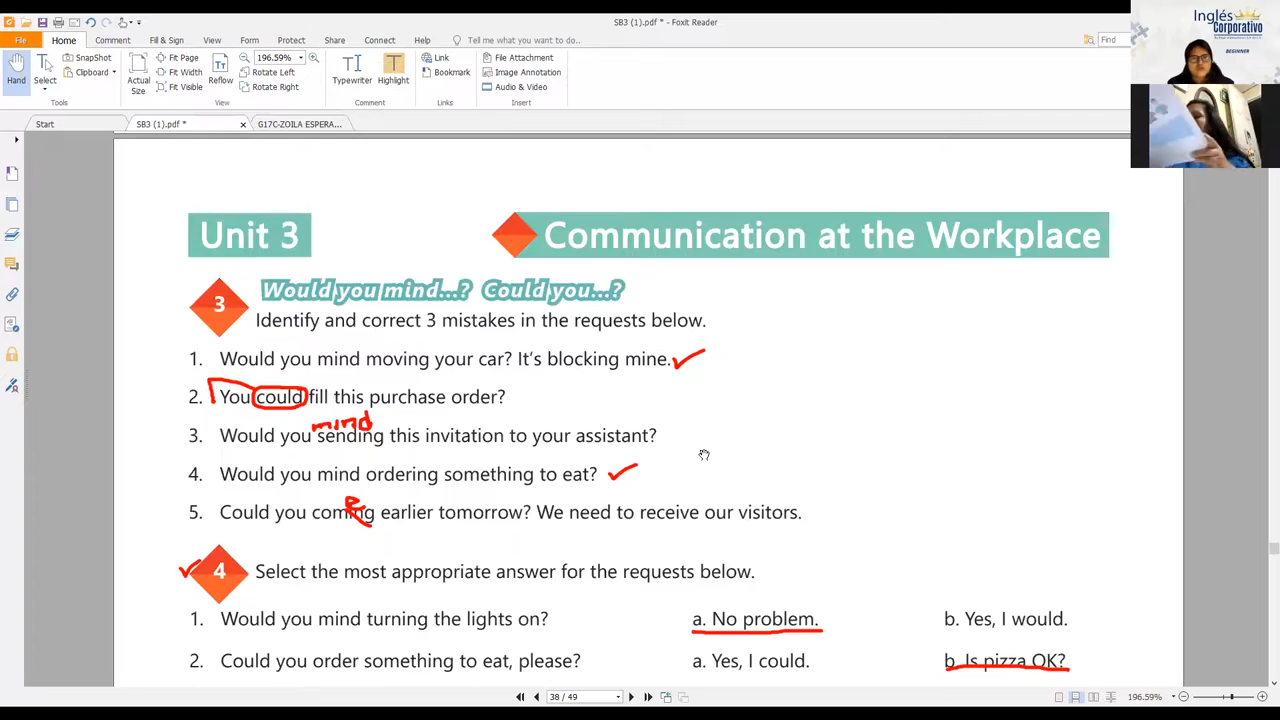 SB3 (1).pdf * - Foxit Reader
File Home Comment Fill & Sign View Form Protect Share Connect Help Tell me what you want to do... Find
Hand
Select
SnapShot
Clipboard
Actual Size
Fit Page
Fit Width
Fit Visible
Reflow
196.59%
Rotate Left
Rotate Right
Typewriter
Highlight
Link
Bookmark
File Attachment
Image Annotation
Audio & Video
Tools View Comment Links Insert
Start SB3 (1).pdf * G17C-ZOILA ESPERA...
Inglés
Corporativo
BEGINNER
Unit 3 Communication at the Workplace
3 Would you mind...? Could you...?
Identify and correct 3 mistakes in the requests below.
1. Would you mind moving your car? It's blocking mine.
2. You could fill this purchase order?
mind
3. Would you sending this invitation to your assistant?
4. Would you mind ordering something to eat?
e
5. Could you coming earlier tomorrow? We need to receive our visitors.
4 Select the most appropriate answer for the requests below.
1. Would you mind turning the lights on? a. No problem. b. Yes, I would.
2. Could you order something to eat, please? a. Yes, I could. b. Is pizza OK?
38 / 49 196.59%